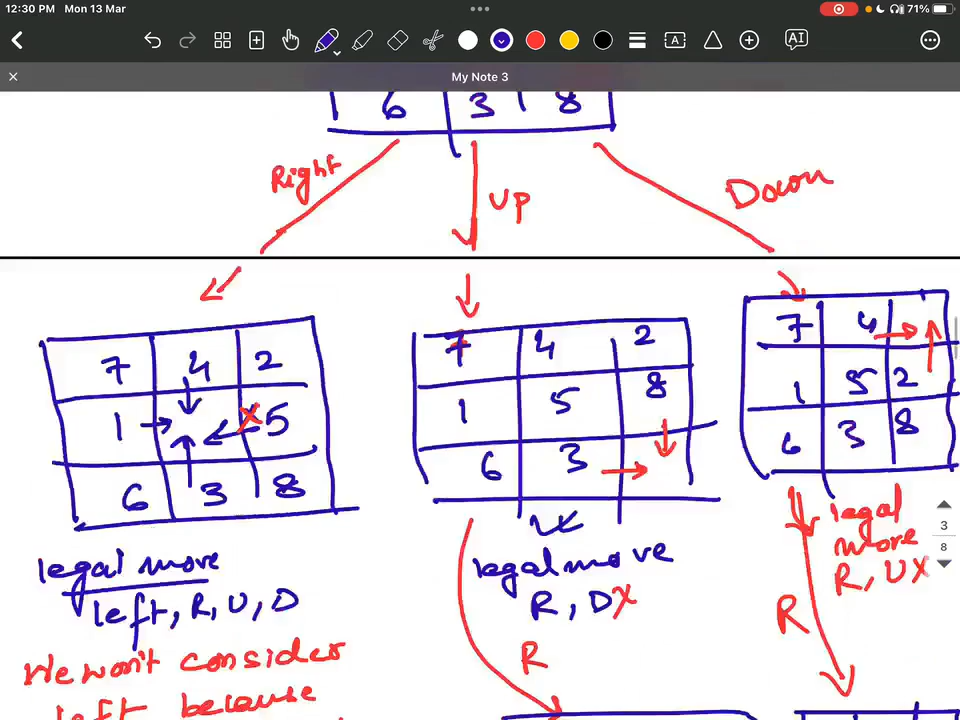 12:30 PM Mon 13 Mar
71%
A
AI
My Note 3
1 6 3 8
Right
UP
Down
7 4 2
1 X 5
6 3 8
legal move
left, R, U, D
We won't consider
left because
7 4 2
1 5 8
6 3
legal move
R, D X
R
7 4
1 5 2
6 3 8
legal
move
R, U X
R
3
8